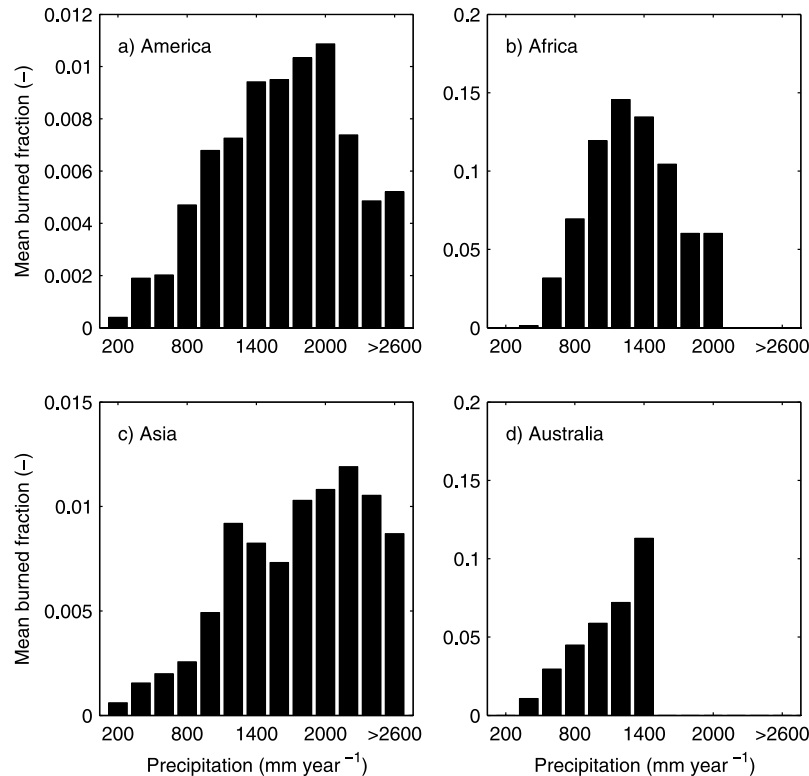 a) America
Mean burned fraction (−)
0.012
0.01
0.008
0.006
0.004
0.002
0
200 800 1400 2000 >2600
b) Africa
0.2
0.15
0.1
0.05
0
200 800 1400 2000 >2600
c) Asia
Mean burned fraction (−)
0.015
0.01
0.005
0
200 800 1400 2000 >2600
Precipitation (mm year −1)
d) Australia
0.2
0.15
0.1
0.05
0
200 800 1400 2000 >2600
Precipitation (mm year −1)